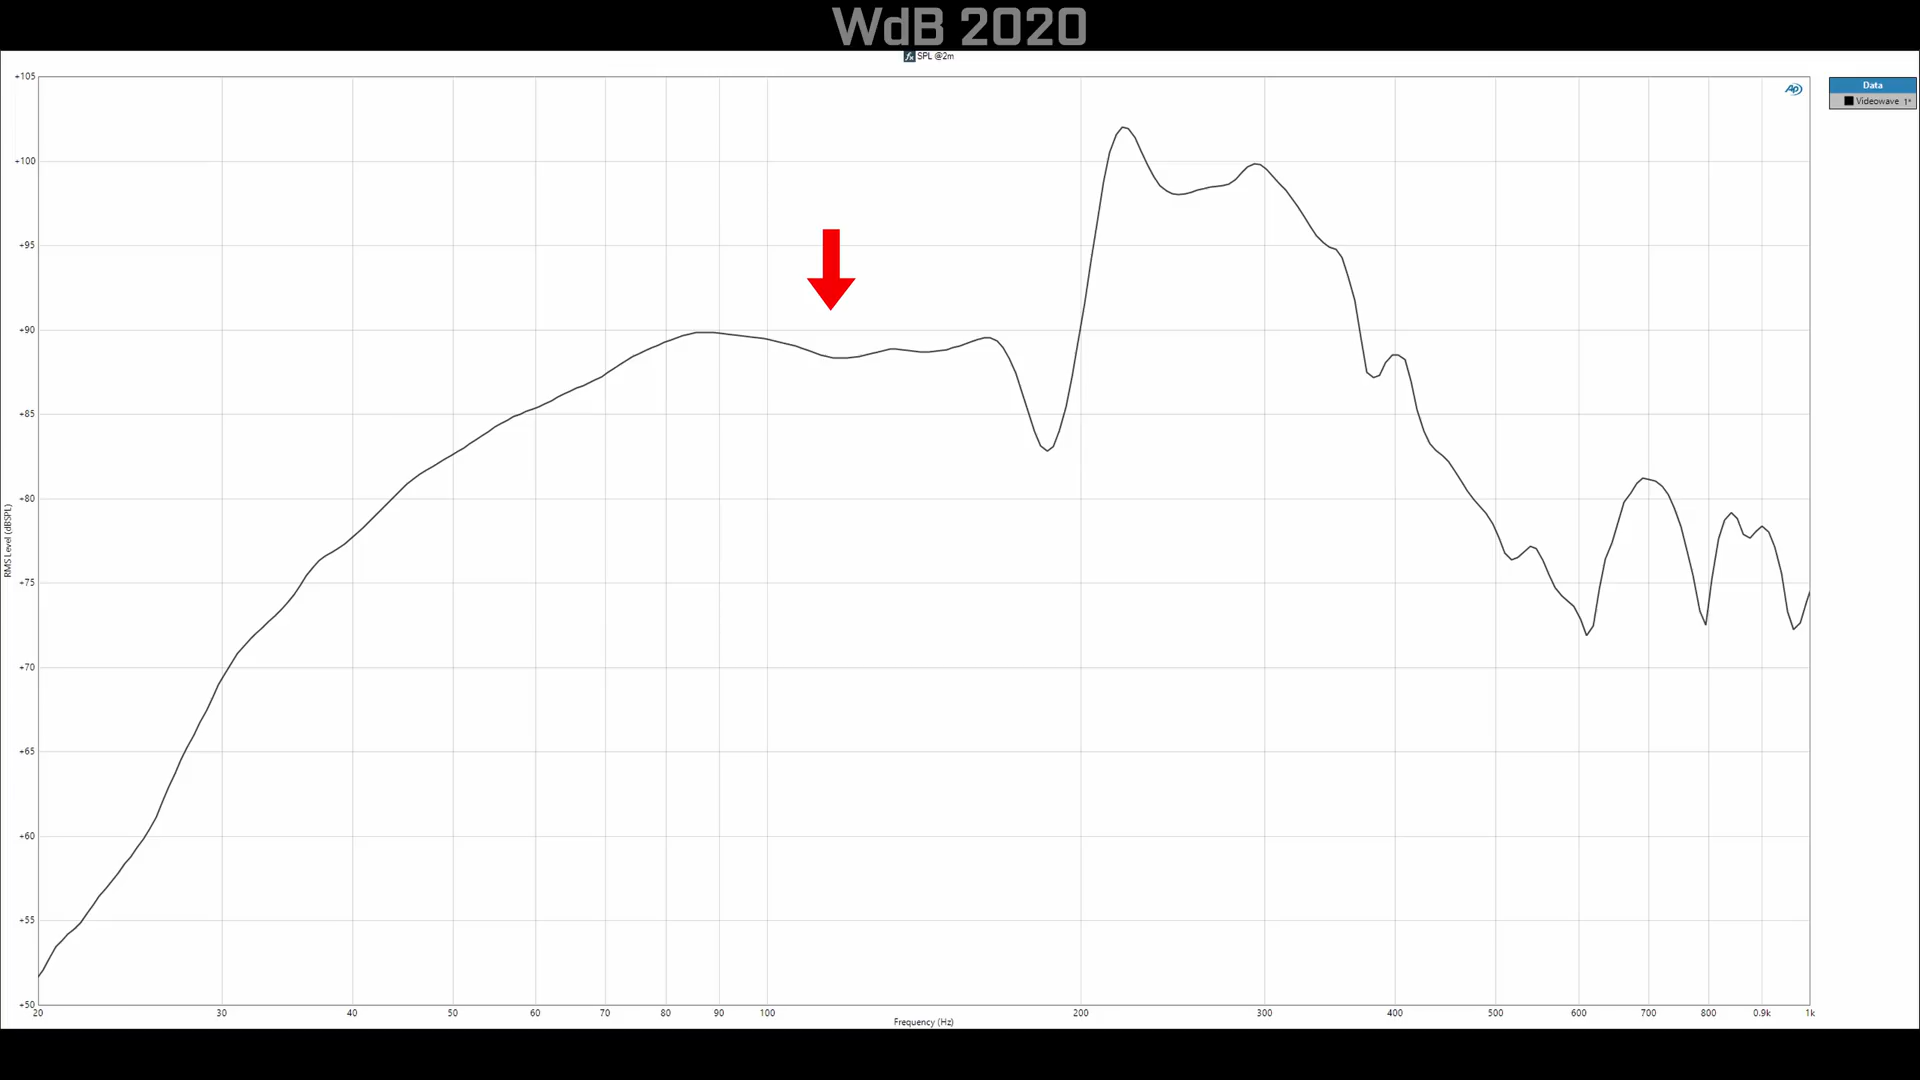 WdB 2020
SPL @2m
+105
+100
+95
+90
+85
+80
+75
+70
+65
+60
+55
+50
RMS Level (dBSPL)
20 30 40 50 60 70 80 90 100 200 300 400 500 600 700 800 0.9k 1k
Frequency (Hz)
AP
Data
Videowave 1*